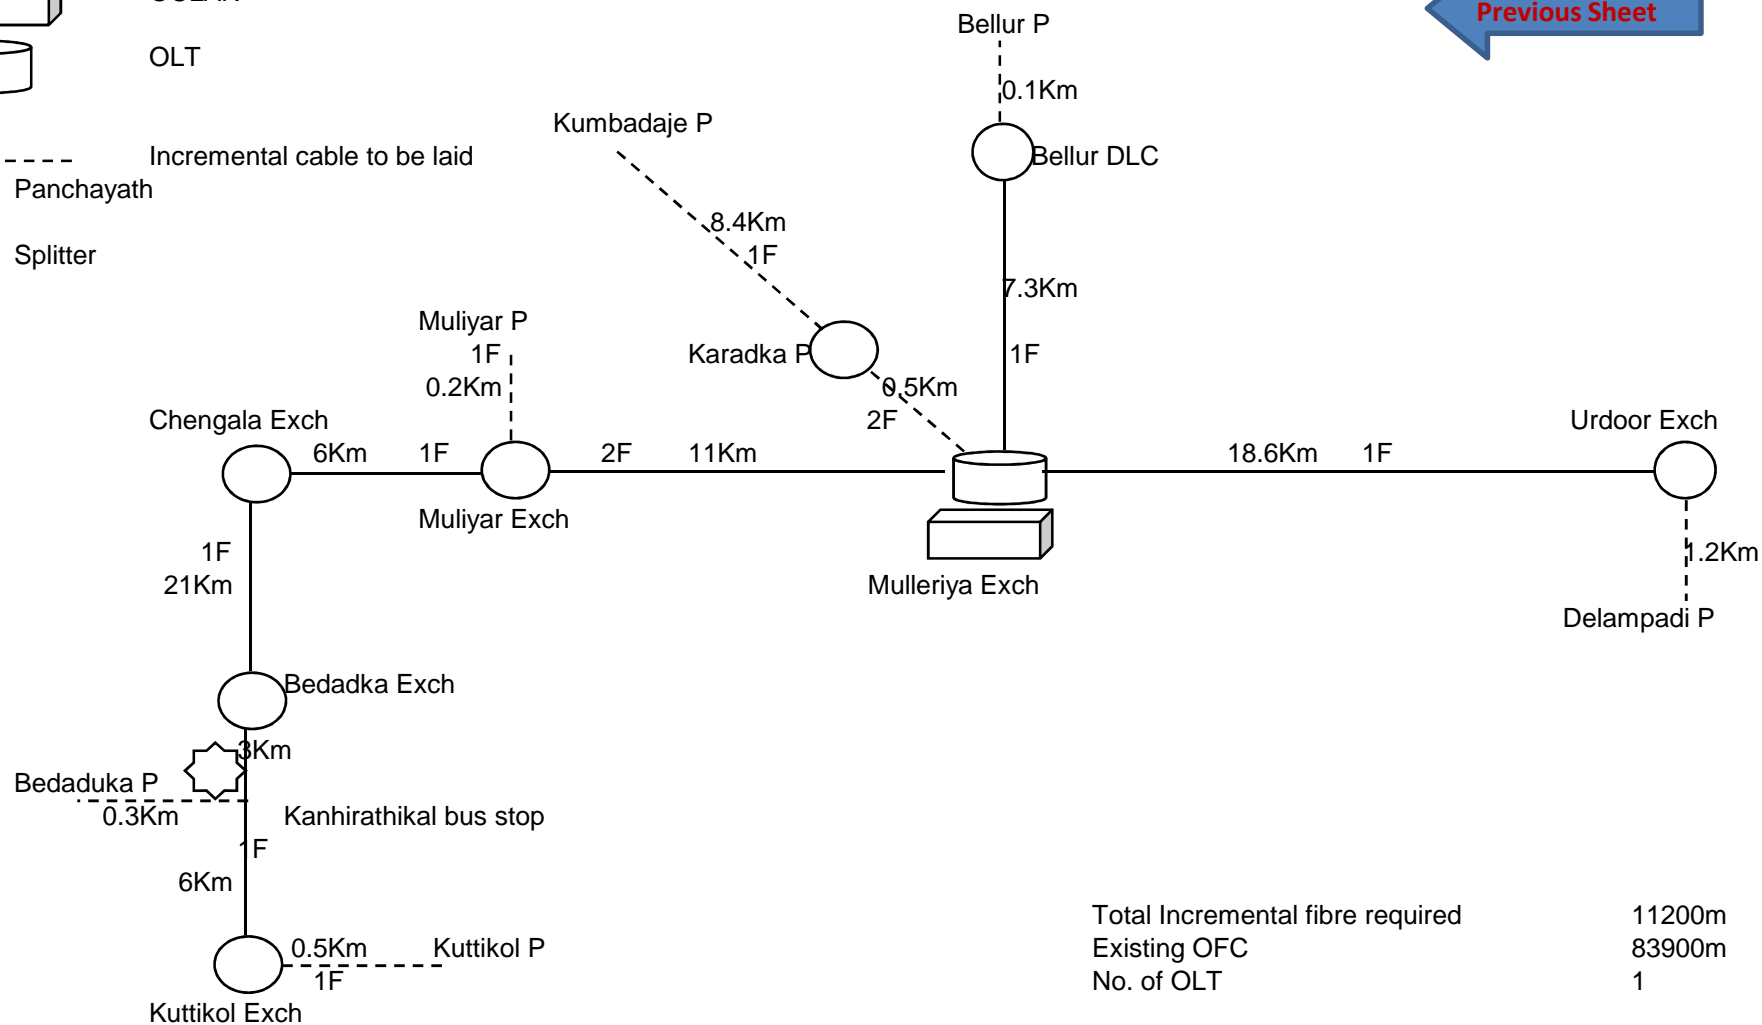 Previous Sheet
OLT
Incremental cable to be laid
Panchayath
Splitter
Bellur P
0.1Km
Bellur DLC
Kumbadaje P
8.4Km
1F
7.3Km
1F
Karadka P
0.5Km
2F
Muliyar P
1F
0.2Km
Chengala Exch
6Km 1F
2F 11Km
18.6Km 1F
Urdoor Exch
Muliyar Exch
Mulleriya Exch
1.2Km
Delampadi P
1F
21Km
Bedadka Exch
3Km
Bedaduka P
0.3Km
Kanhirathikal bus stop
1F
6Km
0.5Km
Kuttikol P
1F
Kuttikol Exch
Total Incremental fibre required 11200m
Existing OFC 83900m
No. of OLT 1